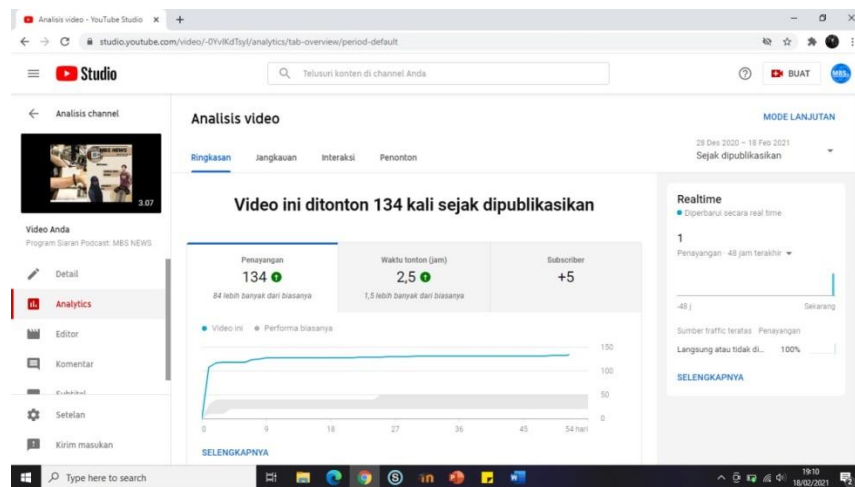 Analisis video - YouTube Studio
studio.youtube.com/video/-0YvlKdTsyI/analytics/tab-overview/period-default
Studio
Telusuri konten di channel Anda
BUAT
MBS
Analisis channel
MBS NEWS
3.07
Video Anda
Program Siaran Podcast: MBS NEWS
Detail
Analytics
Editor
Komentar
Subtitel
Setelan
Kirim masukan
Analisis video
MODE LANJUTAN
Ringkasan Jangkauan Interaksi Penonton
28 Des 2020 – 18 Feb 2021
Sejak dipublikasikan
Video ini ditonton 134 kali sejak dipublikasikan
Penayangan
134
84 lebih banyak dari biasanya
Waktu tonton (jam)
2,5
1,5 lebih banyak dari biasanya
Subscriber
+5
Video ini Performa biasanya
150
100
50
0
0 9 18 27 36 45 54 hari
SELENGKAPNYA
Realtime
Diperbarui secara real time
1
Penayangan · 48 jam terakhir
-48 j Sekarang
Sumber traffic teratas Penayangan
Langsung atau tidak di... 100%
SELENGKAPNYA
Type here to search
19:10
18/02/2021